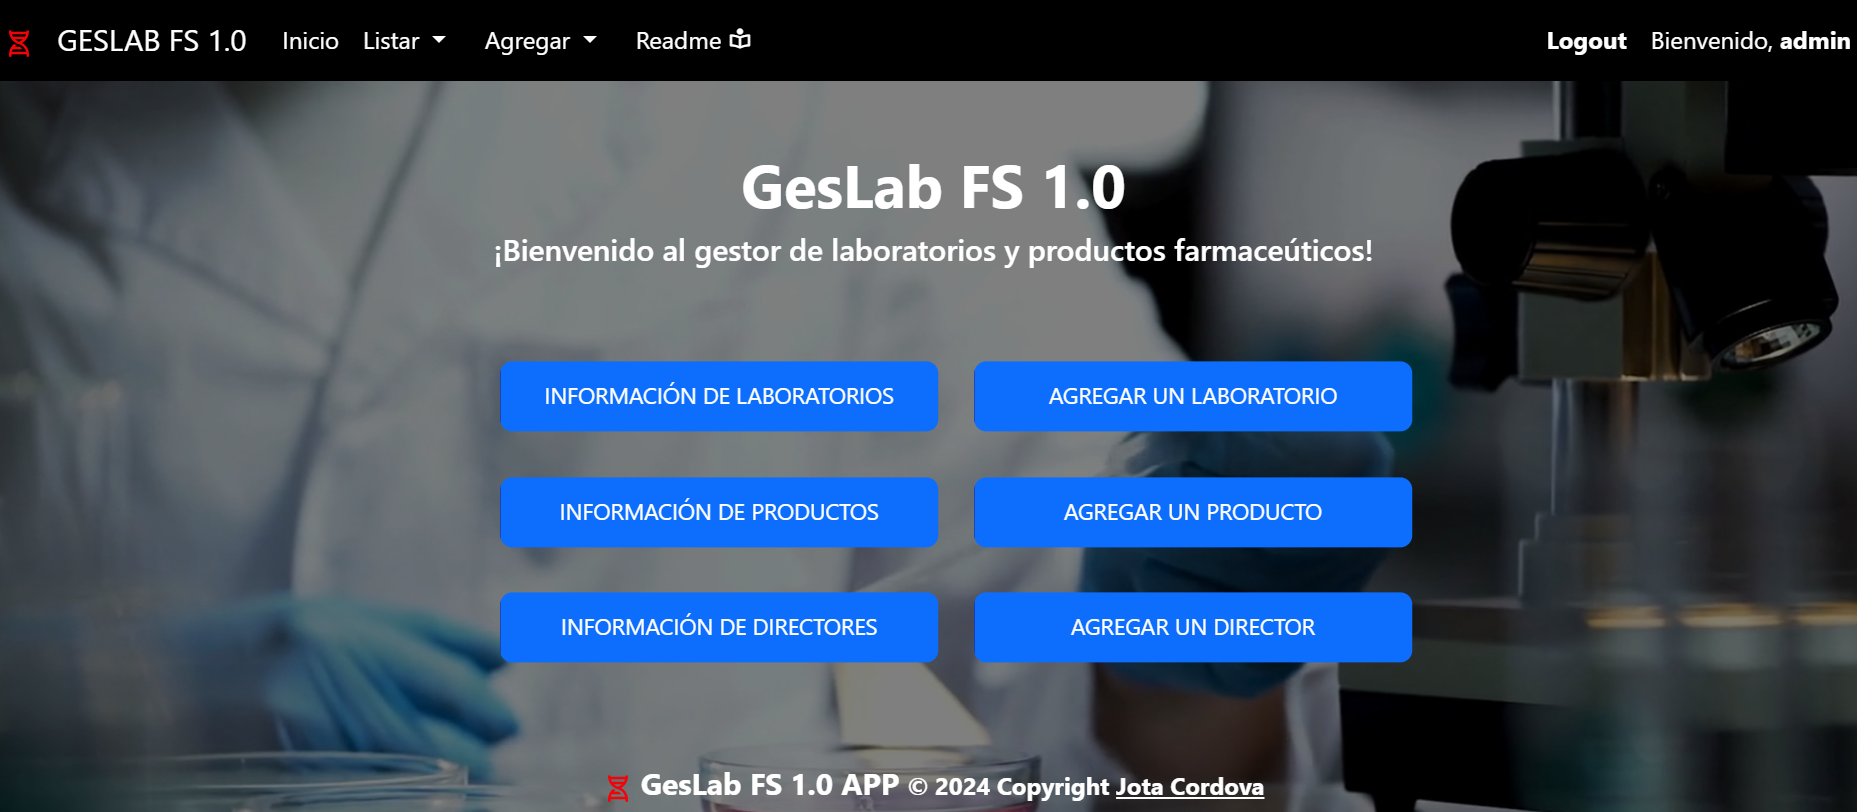 GESLAB FS 1.0 Inicio Listar Agregar Readme Logout Bienvenido, admin
GesLab FS 1.0
¡Bienvenido al gestor de laboratorios y productos farmaceúticos!
INFORMACIÓN DE LABORATORIOS AGREGAR UN LABORATORIO
INFORMACIÓN DE PRODUCTOS AGREGAR UN PRODUCTO
INFORMACIÓN DE DIRECTORES AGREGAR UN DIRECTOR
GesLab FS 1.0 APP © 2024 Copyright Jota Cordova